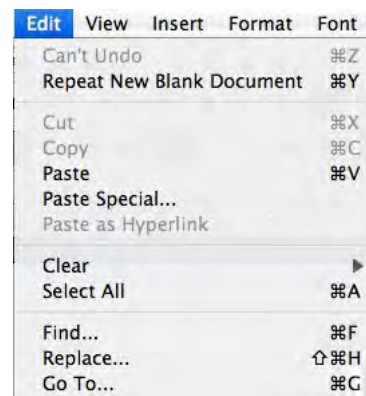 Edit View Insert Format Font
Can't Undo ⌘Z
Repeat New Blank Document ⌘Y
Cut ⌘X
Copy ⌘C
Paste ⌘V
Paste Special...
Paste as Hyperlink
Clear ▶
Select All ⌘A
Find... ⌘F
Replace... ⇧⌘H
Go To... ⌘G